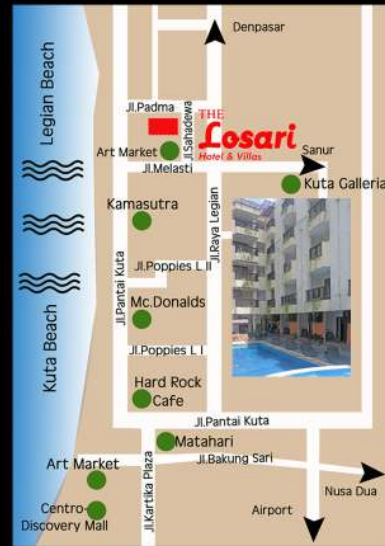 Denpasar
Legian Beach
Jl.Padma
Jl.Sahadewa
THE
Losari
Hotel & Villas
Art Market
Jl.Melasti
Sanur
Kuta Galleria
Kamasutra
Jl.Raya Legian
Jl.Pantai Kuta
Jl.Poppies L II
Mc.Donalds
Kuta Beach
Jl.Poppies L I
Hard Rock
Cafe
Jl.Pantai Kuta
Matahari
Jl.Bakung Sari
Art Market
Jl.Kartika Plaza
Nusa Dua
Centro-
Discovery Mall
Airport